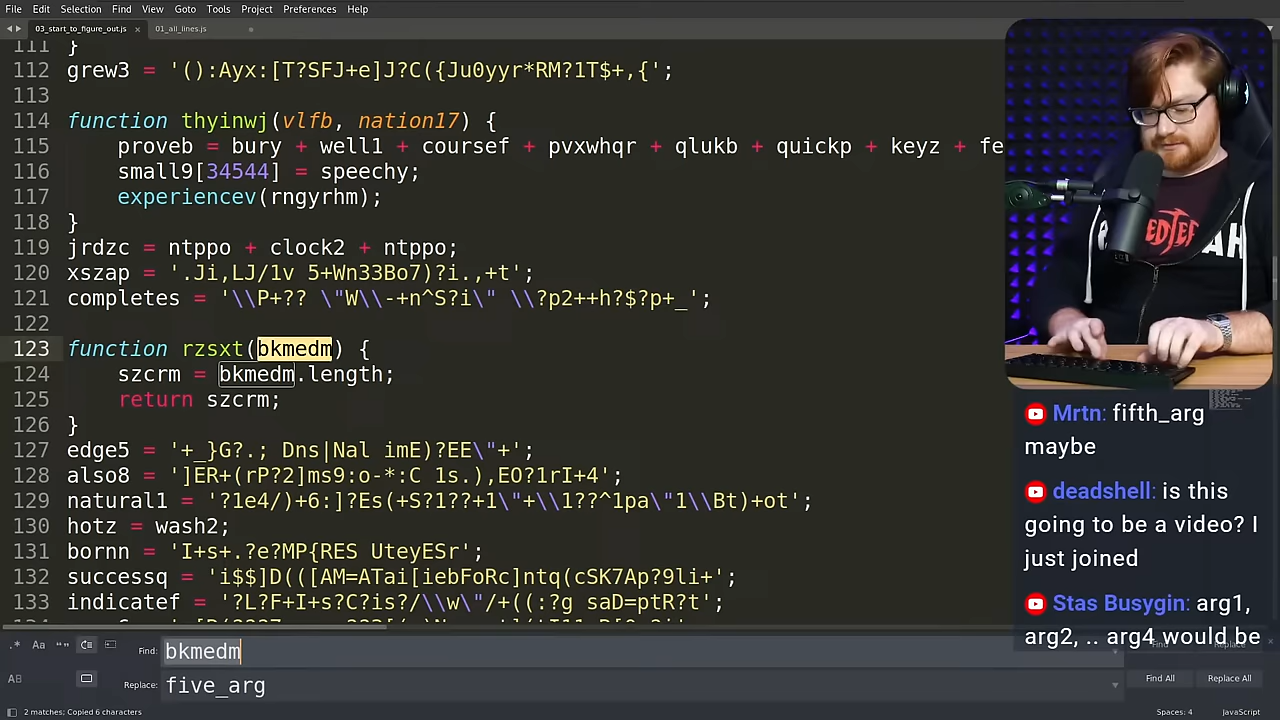 File Edit Selection Find View Goto Tools Project Preferences Help
03_start_to_figure_out.js
01_all_lines.js
111 }
112 grew3 = '():Ayx:[T?SFJ+e]J?C({Ju0yyr*RM?1T$+,{';
113
114 function thyinwj(vlfb, nation17) {
115 proveb = bury + well1 + coursef + pvxwhqr + qlukb + quickp + keyz + fe
116 small9[34544] = speechy;
117 experiencev(rngyrhm);
118 }
119 jrdzc = ntppo + clock2 + ntppo;
120 xszap = '.Ji,LJ/1v 5+Wn33Bo7)?i.,+t';
121 completes = '\\P+?? \"W\\-+n^S?i\" \\?p2++h?$?p+_';
122
123 function rzsxt(bkmedm) {
124 szcrm = bkmedm.length;
125 return szcrm;
126 }
127 edge5 = '+_}G?.; Dns|Nal imE)?EE\"+';
128 also8 = ']ER+(rP?2]ms9:o-*:C 1s.),EO?1rI+4';
129 natural1 = '?1e4/)+6:]?Es(+S?1??+1\"+\\1??^1pa\"1\\Bt)+ot';
130 hotz = wash2;
131 bornn = 'I+s+.?e?MP{RES UteyESr';
132 successq = 'i$$]D(([AM=ATai[iebFoRc]ntq(cSK7Ap?9li+';
133 indicatef = '?L?F+I+s?C?is?/\\w\"/+((:?g saD=ptR?t';
Mrtn: fifth_arg
maybe
deadshell: is this
going to be a video? I
just joined
Stas Busygin: arg1,
arg2, .. arg4 would be
Find: bkmedm
Find Replace
Replace: five_arg
Find All Replace All
2 matches; Copied 6 characters
Spaces: 4 JavaScript